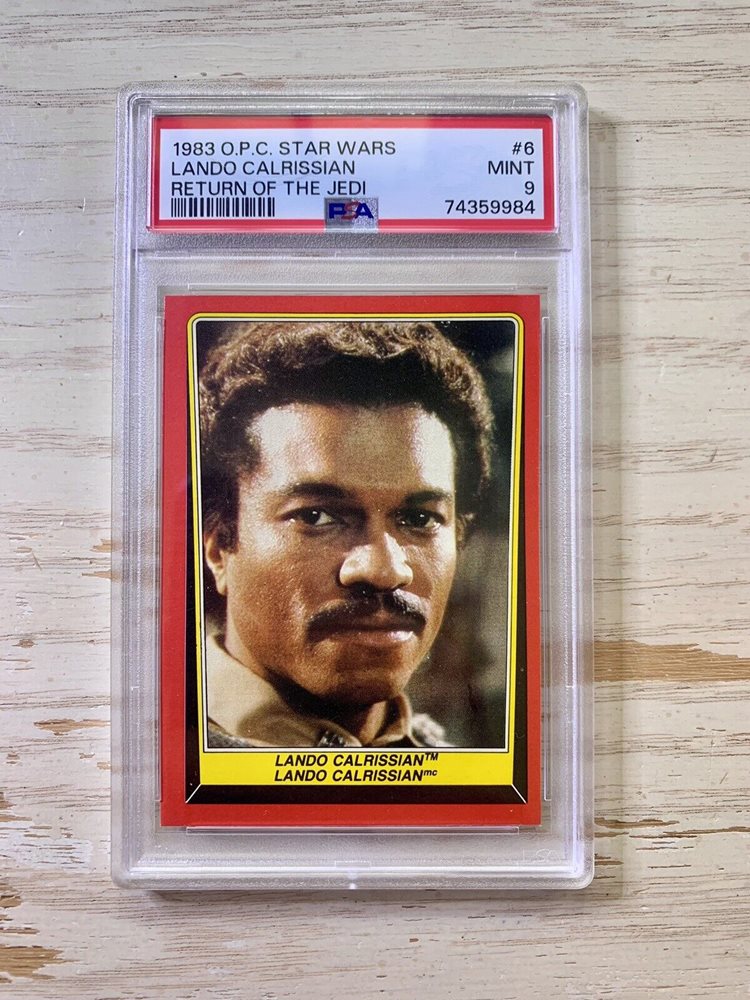 1983 O.P.C. STAR WARS #6
LANDO CALRISSIAN MINT
RETURN OF THE JEDI 9
PSA 74359984
LANDO CALRISSIAN™
LANDO CALRISSIANᵐᶜ